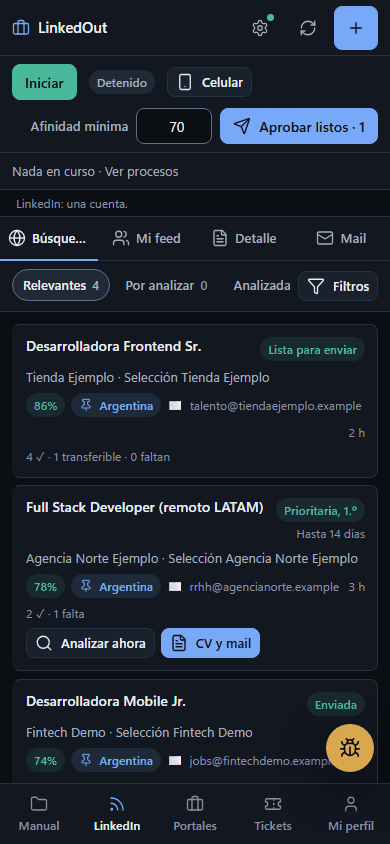 LinkedOut
Iniciar
Detenido
Celular
Afinidad mínima
70
Aprobar listos · 1
Nada en curso · Ver procesos
LinkedIn: una cuenta.
Búsque...
Mi feed
Detalle
Mail
Relevantes 4
Por analizar 0
Analizada
Filtros
Desarrolladora Frontend Sr.
Lista para enviar
Tienda Ejemplo · Selección Tienda Ejemplo
86%
Argentina
talento@tiendaejemplo.example
2 h
4 ✓ · 1 transferible · 0 faltan
Full Stack Developer (remoto LATAM)
Prioritaria, 1.º
Hasta 14 días
Agencia Norte Ejemplo · Selección Agencia Norte Ejemplo
78%
Argentina
rrhh@agencianorte.example
3 h
2 ✓ · 1 falta
Analizar ahora
CV y mail
Desarrolladora Mobile Jr.
Enviada
Fintech Demo · Selección Fintech Demo
74%
Argentina
jobs@fintechdemo.examp
Manual
LinkedIn
Portales
Tickets
Mi perfil